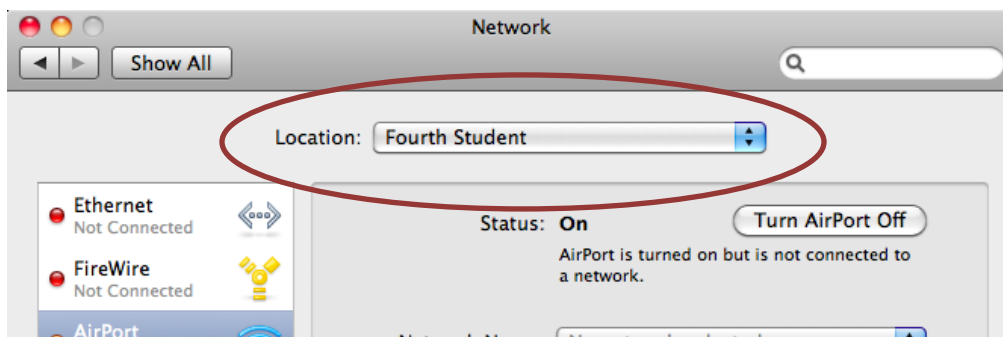 Network
Show All
Location: Fourth Student
Ethernet
Not Connected
Status: On
Turn AirPort Off
AirPort is turned on but is not connected to
a network.
FireWire
Not Connected
AirPort